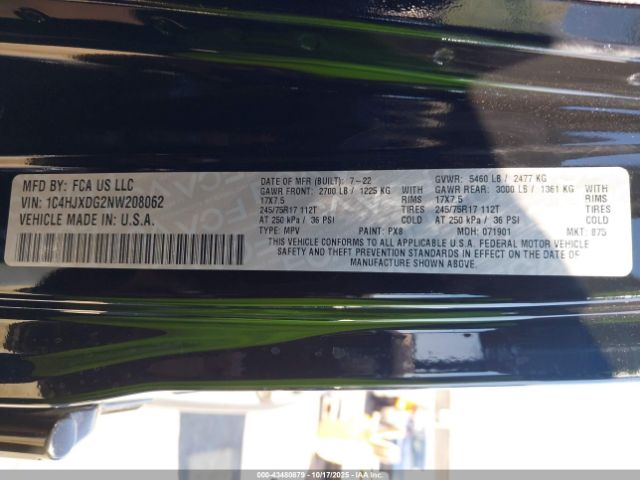 MFD BY: FCA US LLC
VIN: 1C4HJXDG2NW208062
VEHICLE MADE IN U.S.A.
DATE OF MFR (BUILT): 7-22
GAWR FRONT: 2700 LB / 1225 KG
17X7.5 RIMS
245/75R17 112T TIRES
AT 250 kPa / 36 PSI COLD
TYPE: MPV
GVWR: 5460 LB / 2477 KG
GAWR REAR: 3000 LB / 1361 KG
17X7.5 RIMS
245/75R17 112T TIRES
AT 250 kPa / 36 PSI COLD
PAINT: PX8 MDH: 071901 MKT: 875
THIS VEHICLE CONFORMS TO ALL APPLICABLE U.S.A. FEDERAL MOTOR VEHICLE
SAFETY AND THEFT PREVENTION STANDARDS IN EFFECT ON THE DATE OF
MANUFACTURE SHOWN ABOVE.
000-43480879 - 10/17/2025 - IAAI.COM